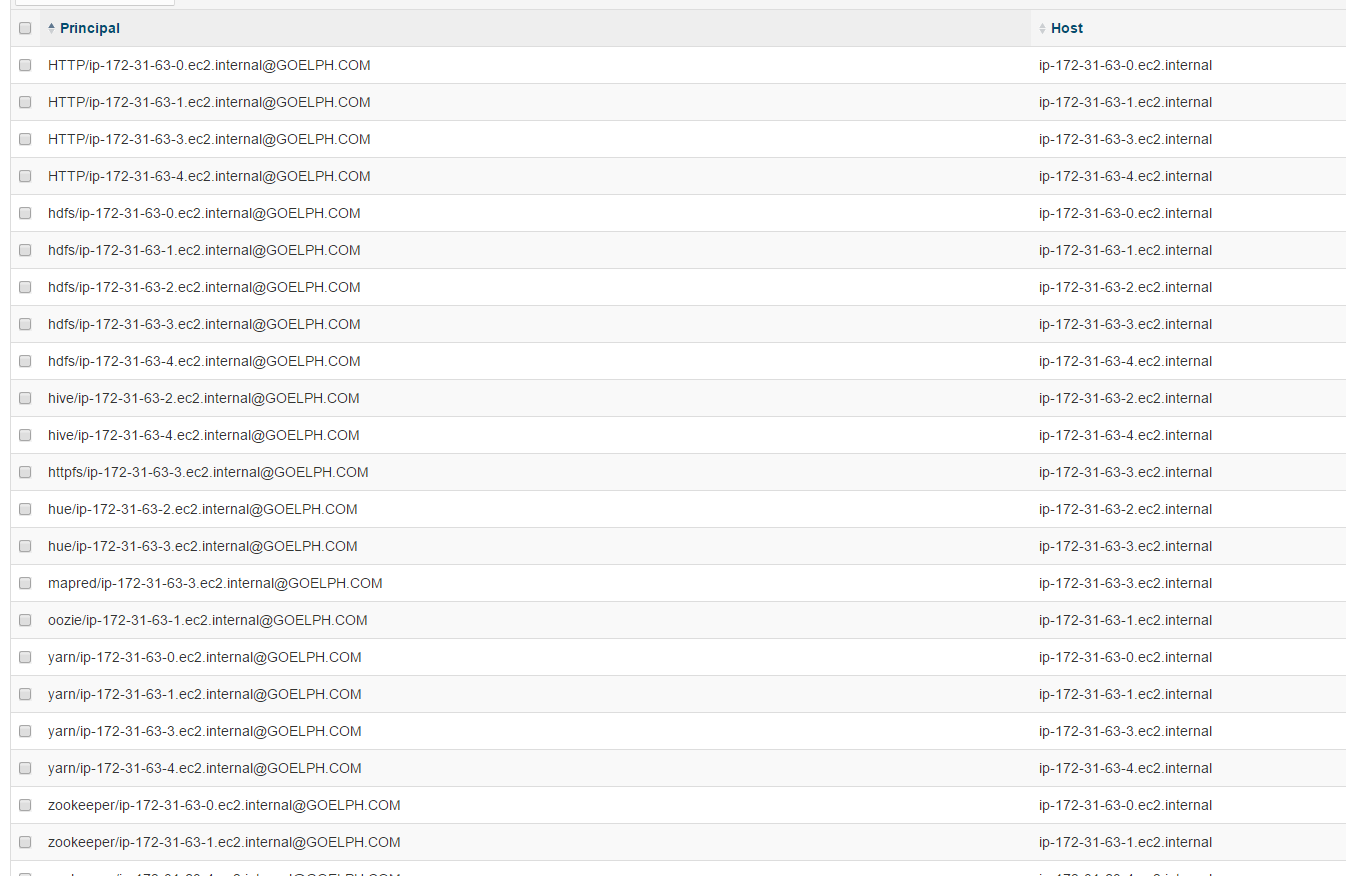 Principal Host
HTTP/ip-172-31-63-0.ec2.internal@GOELPH.COM ip-172-31-63-0.ec2.internal
HTTP/ip-172-31-63-1.ec2.internal@GOELPH.COM ip-172-31-63-1.ec2.internal
HTTP/ip-172-31-63-3.ec2.internal@GOELPH.COM ip-172-31-63-3.ec2.internal
HTTP/ip-172-31-63-4.ec2.internal@GOELPH.COM ip-172-31-63-4.ec2.internal
hdfs/ip-172-31-63-0.ec2.internal@GOELPH.COM ip-172-31-63-0.ec2.internal
hdfs/ip-172-31-63-1.ec2.internal@GOELPH.COM ip-172-31-63-1.ec2.internal
hdfs/ip-172-31-63-2.ec2.internal@GOELPH.COM ip-172-31-63-2.ec2.internal
hdfs/ip-172-31-63-3.ec2.internal@GOELPH.COM ip-172-31-63-3.ec2.internal
hdfs/ip-172-31-63-4.ec2.internal@GOELPH.COM ip-172-31-63-4.ec2.internal
hive/ip-172-31-63-2.ec2.internal@GOELPH.COM ip-172-31-63-2.ec2.internal
hive/ip-172-31-63-4.ec2.internal@GOELPH.COM ip-172-31-63-4.ec2.internal
httpfs/ip-172-31-63-3.ec2.internal@GOELPH.COM ip-172-31-63-3.ec2.internal
hue/ip-172-31-63-2.ec2.internal@GOELPH.COM ip-172-31-63-2.ec2.internal
hue/ip-172-31-63-3.ec2.internal@GOELPH.COM ip-172-31-63-3.ec2.internal
mapred/ip-172-31-63-3.ec2.internal@GOELPH.COM ip-172-31-63-3.ec2.internal
oozie/ip-172-31-63-1.ec2.internal@GOELPH.COM ip-172-31-63-1.ec2.internal
yarn/ip-172-31-63-0.ec2.internal@GOELPH.COM ip-172-31-63-0.ec2.internal
yarn/ip-172-31-63-1.ec2.internal@GOELPH.COM ip-172-31-63-1.ec2.internal
yarn/ip-172-31-63-3.ec2.internal@GOELPH.COM ip-172-31-63-3.ec2.internal
yarn/ip-172-31-63-4.ec2.internal@GOELPH.COM ip-172-31-63-4.ec2.internal
zookeeper/ip-172-31-63-0.ec2.internal@GOELPH.COM ip-172-31-63-0.ec2.internal
zookeeper/ip-172-31-63-1.ec2.internal@GOELPH.COM ip-172-31-63-1.ec2.internal